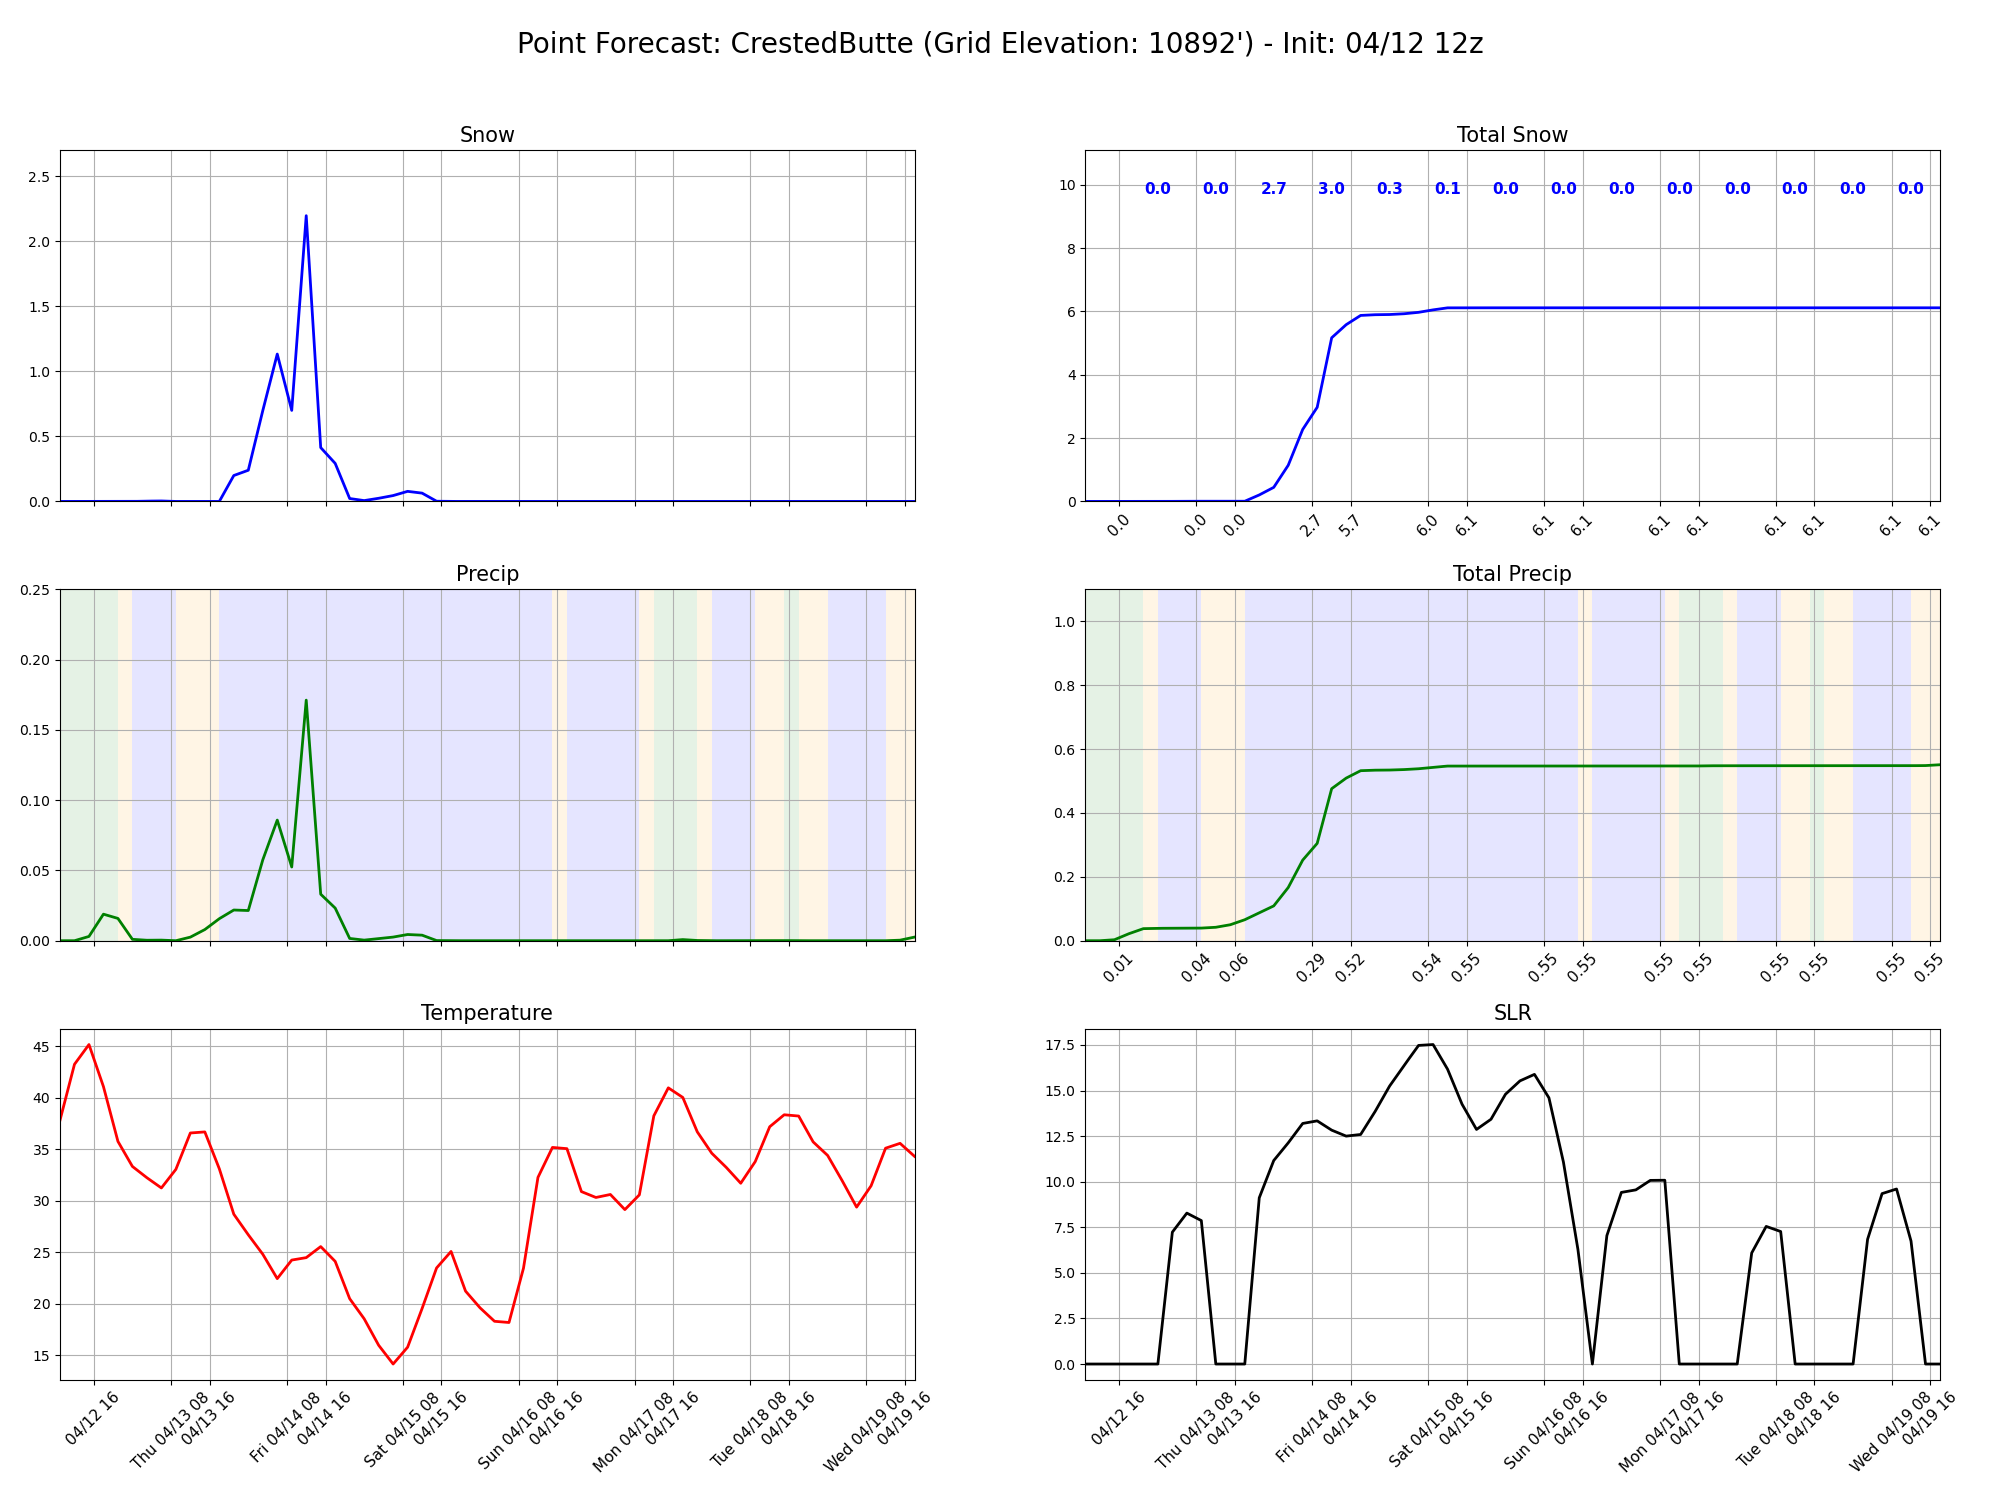 Point Forecast: CrestedButte (Grid Elevation: 10892') - Init: 04/12 12z
Snow
2.5
2.0
1.5
1.0
0.5
0.0
Total Snow
0.0 0.0 2.7 3.0 0.3 0.1 0.0 0.0 0.0 0.0 0.0 0.0 0.0 0.0
10
8
6
4
2
0
0.0 0.0 0.0 2.7 5.7 6.0 6.1 6.1 6.1 6.1 6.1 6.1 6.1 6.1 6.1
Precip
0.25
0.20
0.15
0.10
0.05
0.00
Total Precip
1.0
0.8
0.6
0.4
0.2
0.0
0.01 0.04 0.06 0.29 0.52 0.54 0.55 0.55 0.55 0.55 0.55 0.55 0.55 0.55 0.55
Temperature
45
40
35
30
25
20
15
04/12 16
Thu 04/13 08
04/13 16
Fri 04/14 08
04/14 16
Sat 04/15 08
04/15 16
Sun 04/16 08
04/16 16
Mon 04/17 08
04/17 16
Tue 04/18 08
04/18 16
Wed 04/19 08
04/19 16
SLR
17.5
15.0
12.5
10.0
7.5
5.0
2.5
0.0
04/12 16
Thu 04/13 08
04/13 16
Fri 04/14 08
04/14 16
Sat 04/15 08
04/15 16
Sun 04/16 08
04/16 16
Mon 04/17 08
04/17 16
Tue 04/18 08
04/18 16
Wed 04/19 08
04/19 16